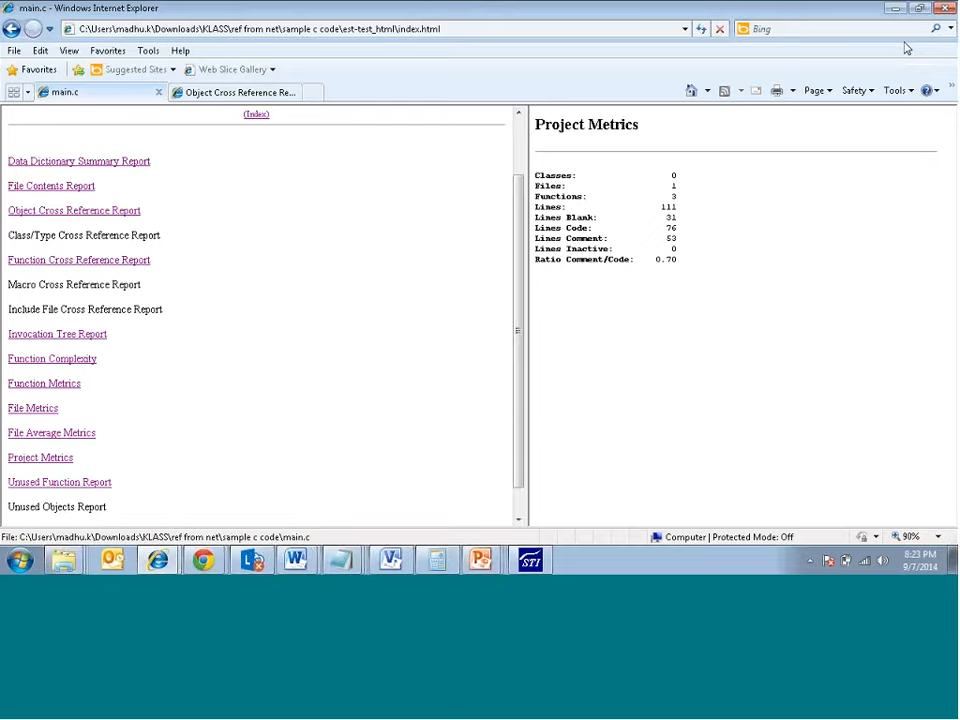 main.c - Windows Internet Explorer
C:\Users\madhu.k\Downloads\KLASS\ref from net\sample c code\est-test_html\index.html
Bing
File Edit View Favorites Tools Help
Favorites Suggested Sites Web Slice Gallery
main.c x Object Cross Reference Re...
Page Safety Tools
(Index)
Data Dictionary Summary Report
File Contents Report
Object Cross Reference Report
Class/Type Cross Reference Report
Function Cross Reference Report
Macro Cross Reference Report
Include File Cross Reference Report
Invocation Tree Report
Function Complexity
Function Metrics
File Metrics
File Average Metrics
Project Metrics
Unused Function Report
Unused Objects Report
Project Metrics
Classes: 0
Files: 1
Functions: 3
Lines: 111
Lines Blank: 31
Lines Code: 76
Lines Comment: 53
Lines Inactive: 0
Ratio Comment/Code: 0.70
File: C:\Users\madhu.k\Downloads\KLASS\ref from net\sample c code\main.c
Computer | Protected Mode: Off
90%
STI
8:23 PM
9/7/2014